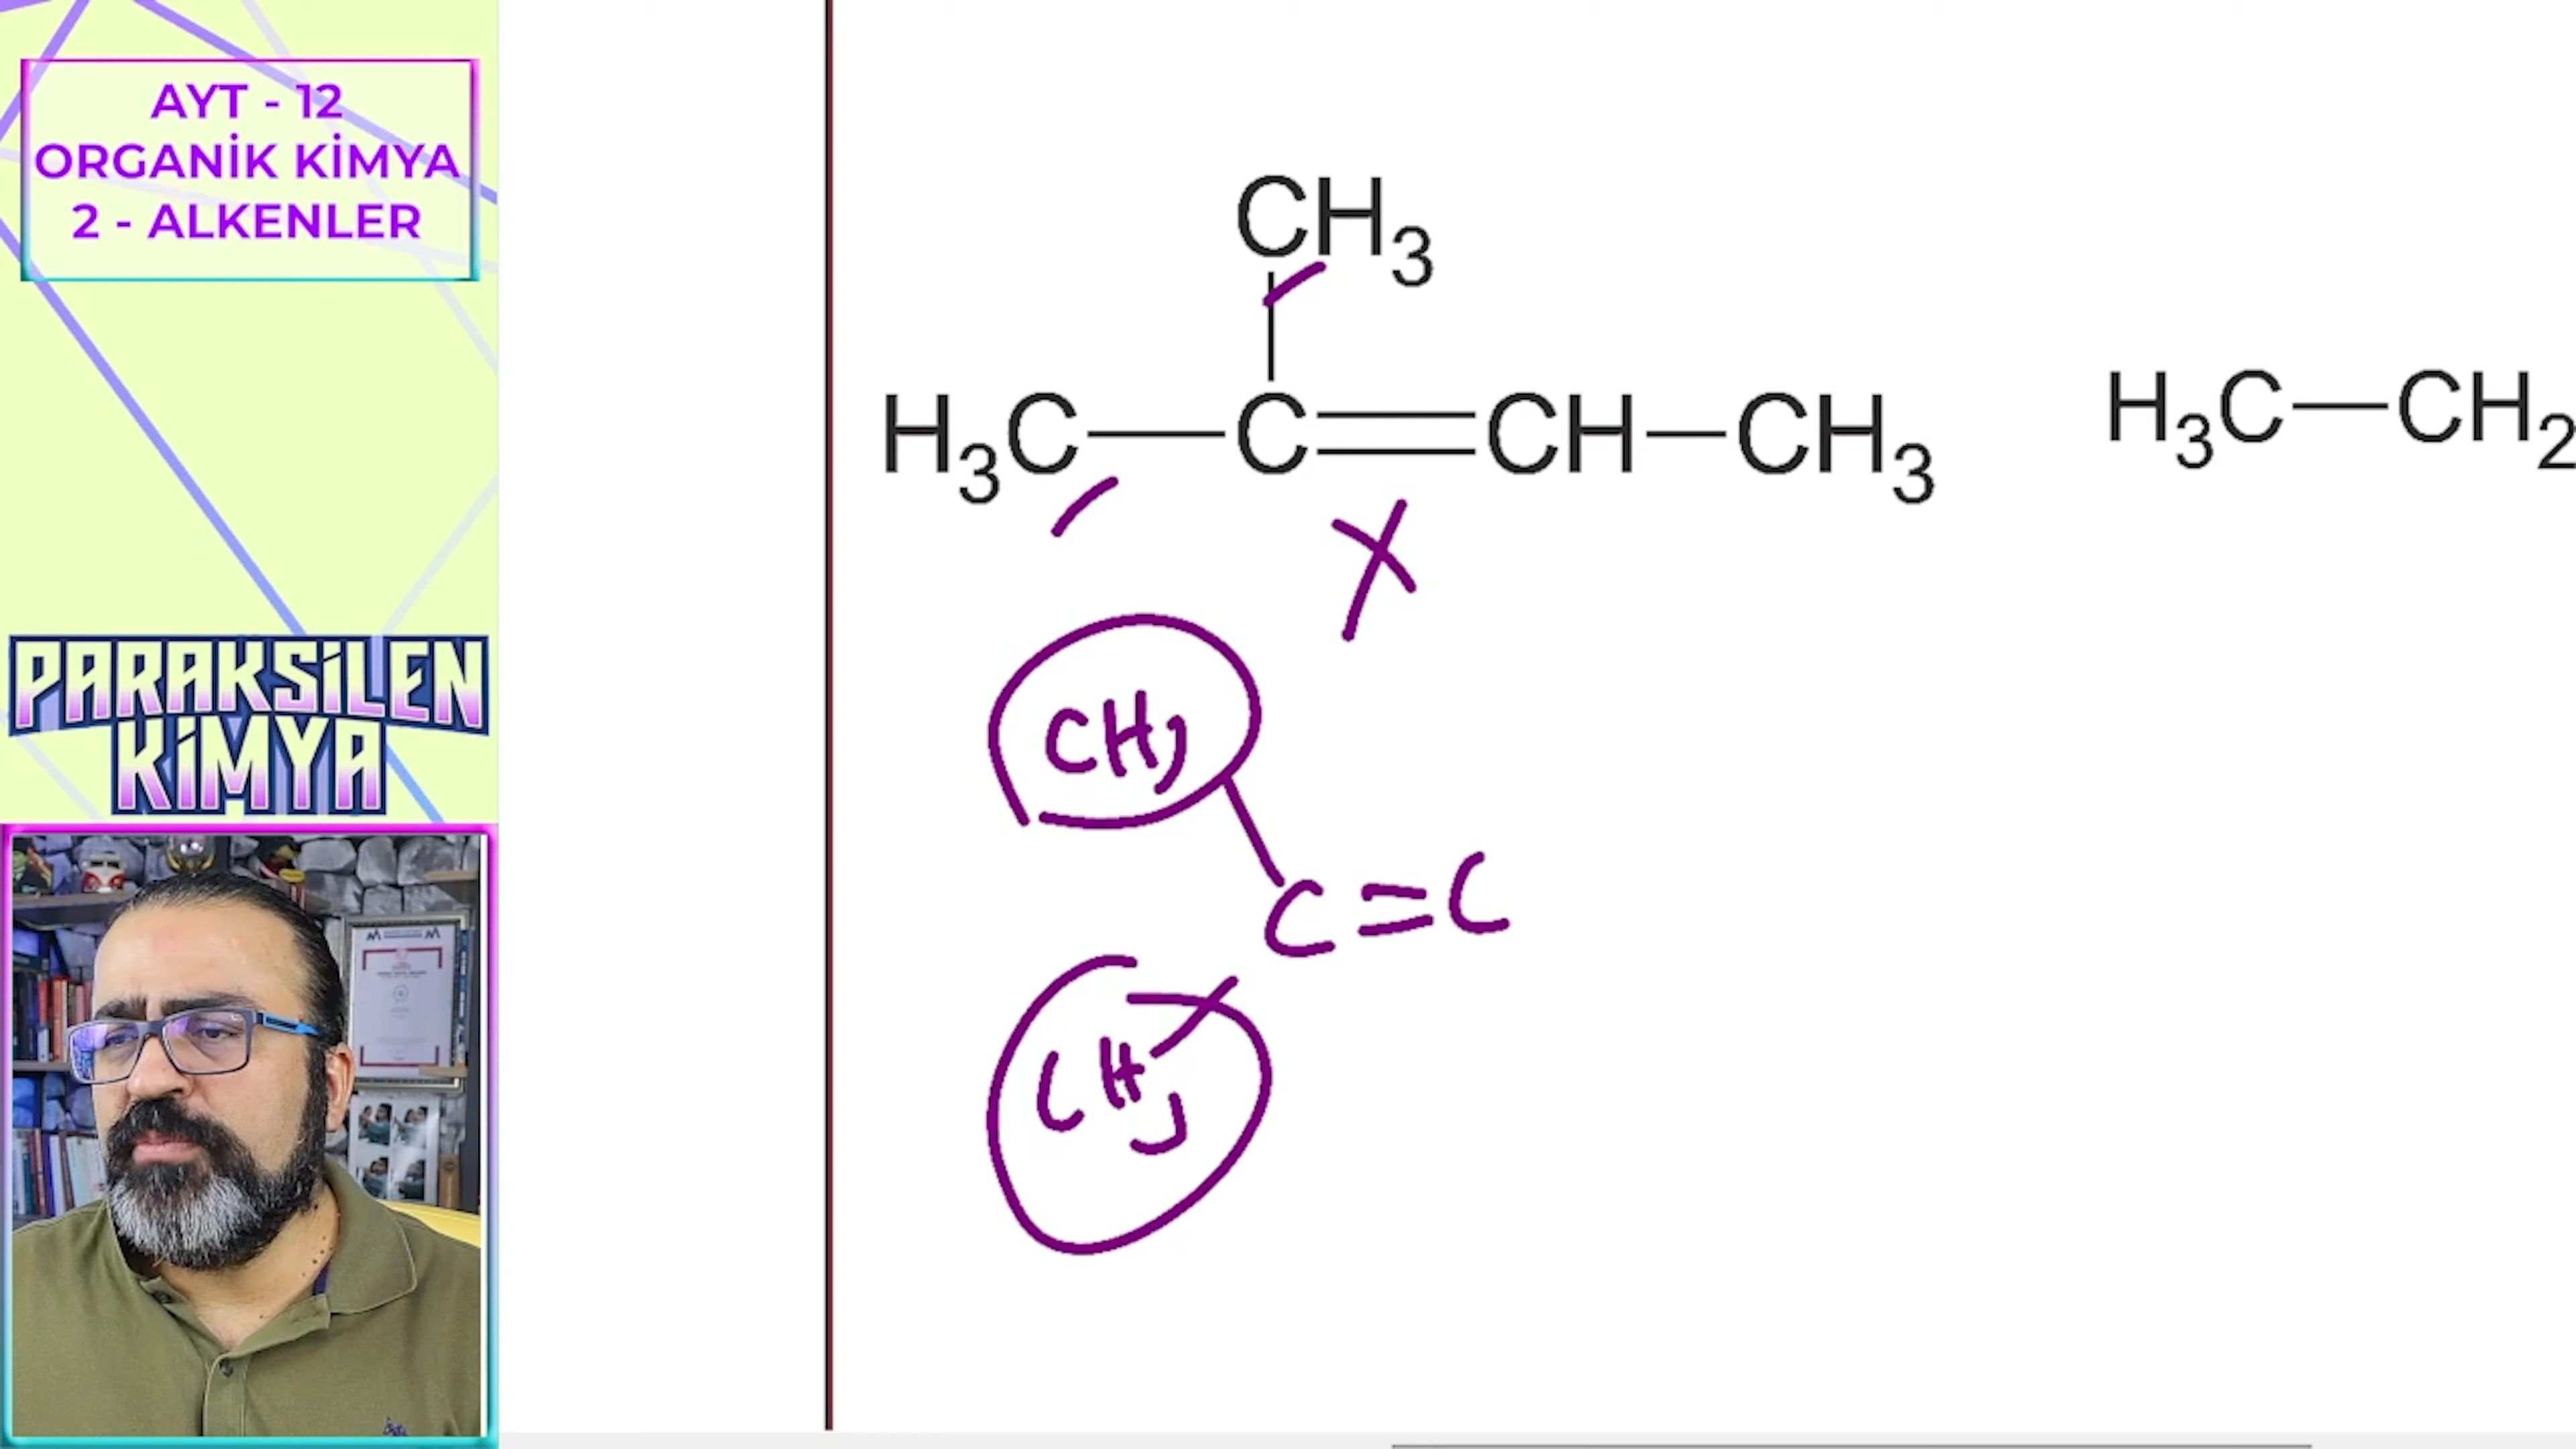 AYT - 12
ORGANİK KİMYA
2 - ALKENLER
PARAKSİLEN
KİMYA
CH3
H3C—C=CH—CH3
H3C—CH2
CH3
C=C
CH3